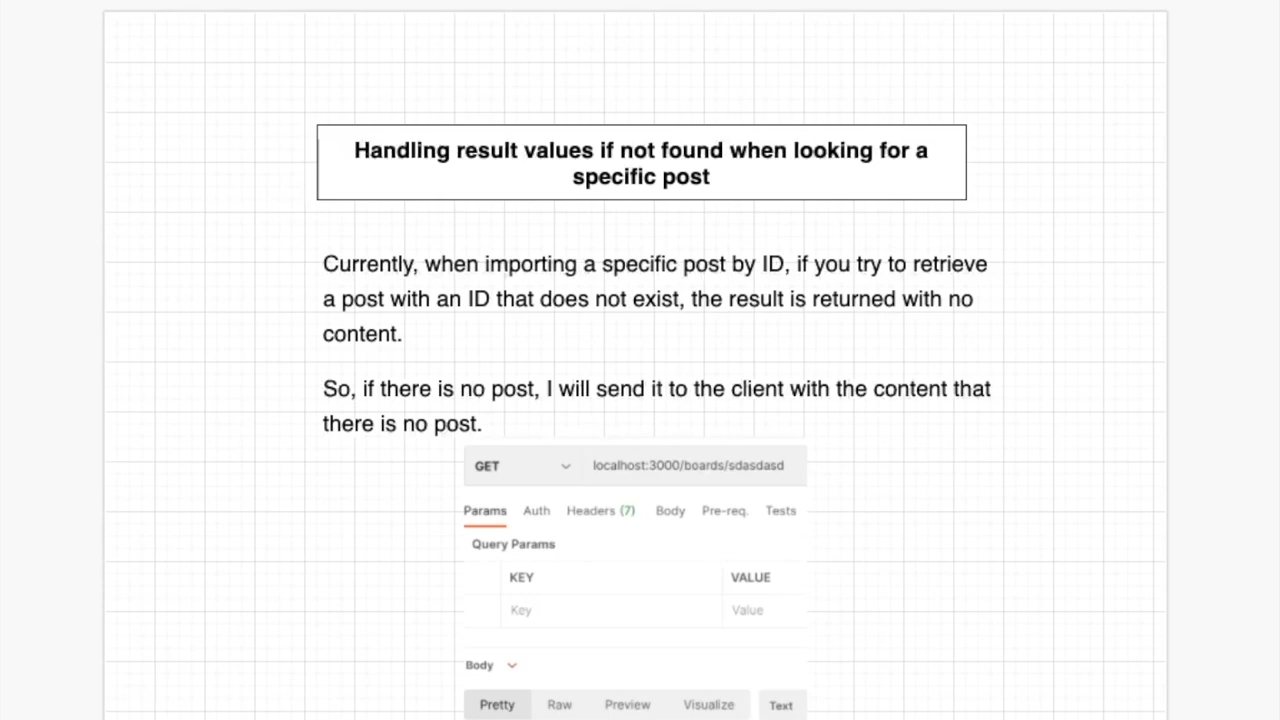 Handling result values if not found when looking for a
specific post
Currently, when importing a specific post by ID, if you try to retrieve
a post with an ID that does not exist, the result is returned with no
content.
So, if there is no post, I will send it to the client with the content that
there is no post.
GET localhost:3000/boards/sdasdasd
Params Auth Headers (7) Body Pre-req. Tests
Query Params
KEY VALUE
Key Value
Body
Pretty Raw Preview Visualize Text